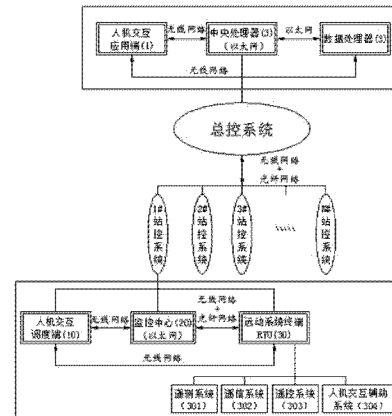 人机交互
应用端(1)
无线网络
中央处理器(3)
(以太网)
以太网
数据处理器(3)
无线网络
总控系统
无线网络
+
光纤网络
1#站控系统
2#站控系统
3#站控系统
站控系统
人机交互
调度端(10)
无线网络
监控中心(20)
(以太网)
无线网络
+
光纤网络
远动系统终端
RTU(30)
无线网络
遥测系统
(301)
遥信系统
(302)
遥控系统
(303)
人机交互辅助
系统(304)